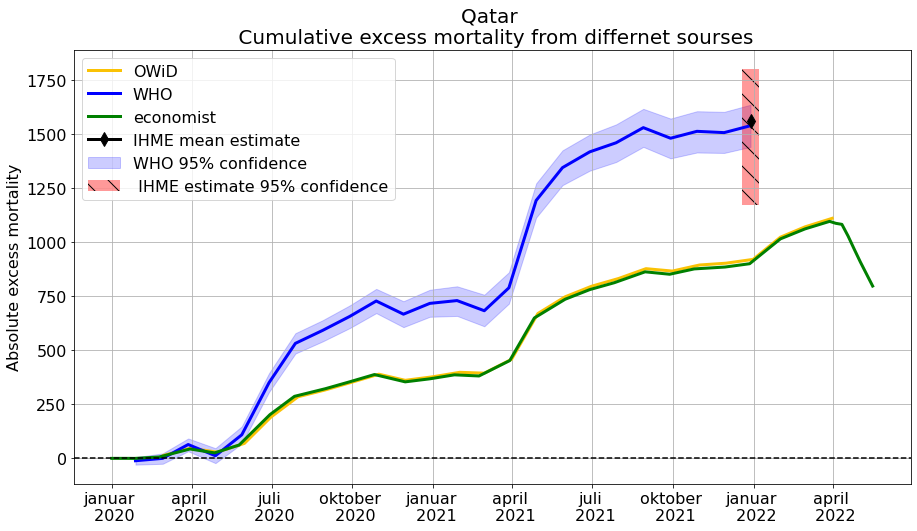 Qatar
Cumulative excess mortality from differnet sourses
Absolute excess mortality
1750
1500
1250
1000
750
500
250
0
OWiD
WHO
economist
IHME mean estimate
WHO 95% confidence
IHME estimate 95% confidence
januar april juli oktober januar april juli oktober januar april
2020 2020 2020 2020 2021 2021 2021 2021 2022 2022